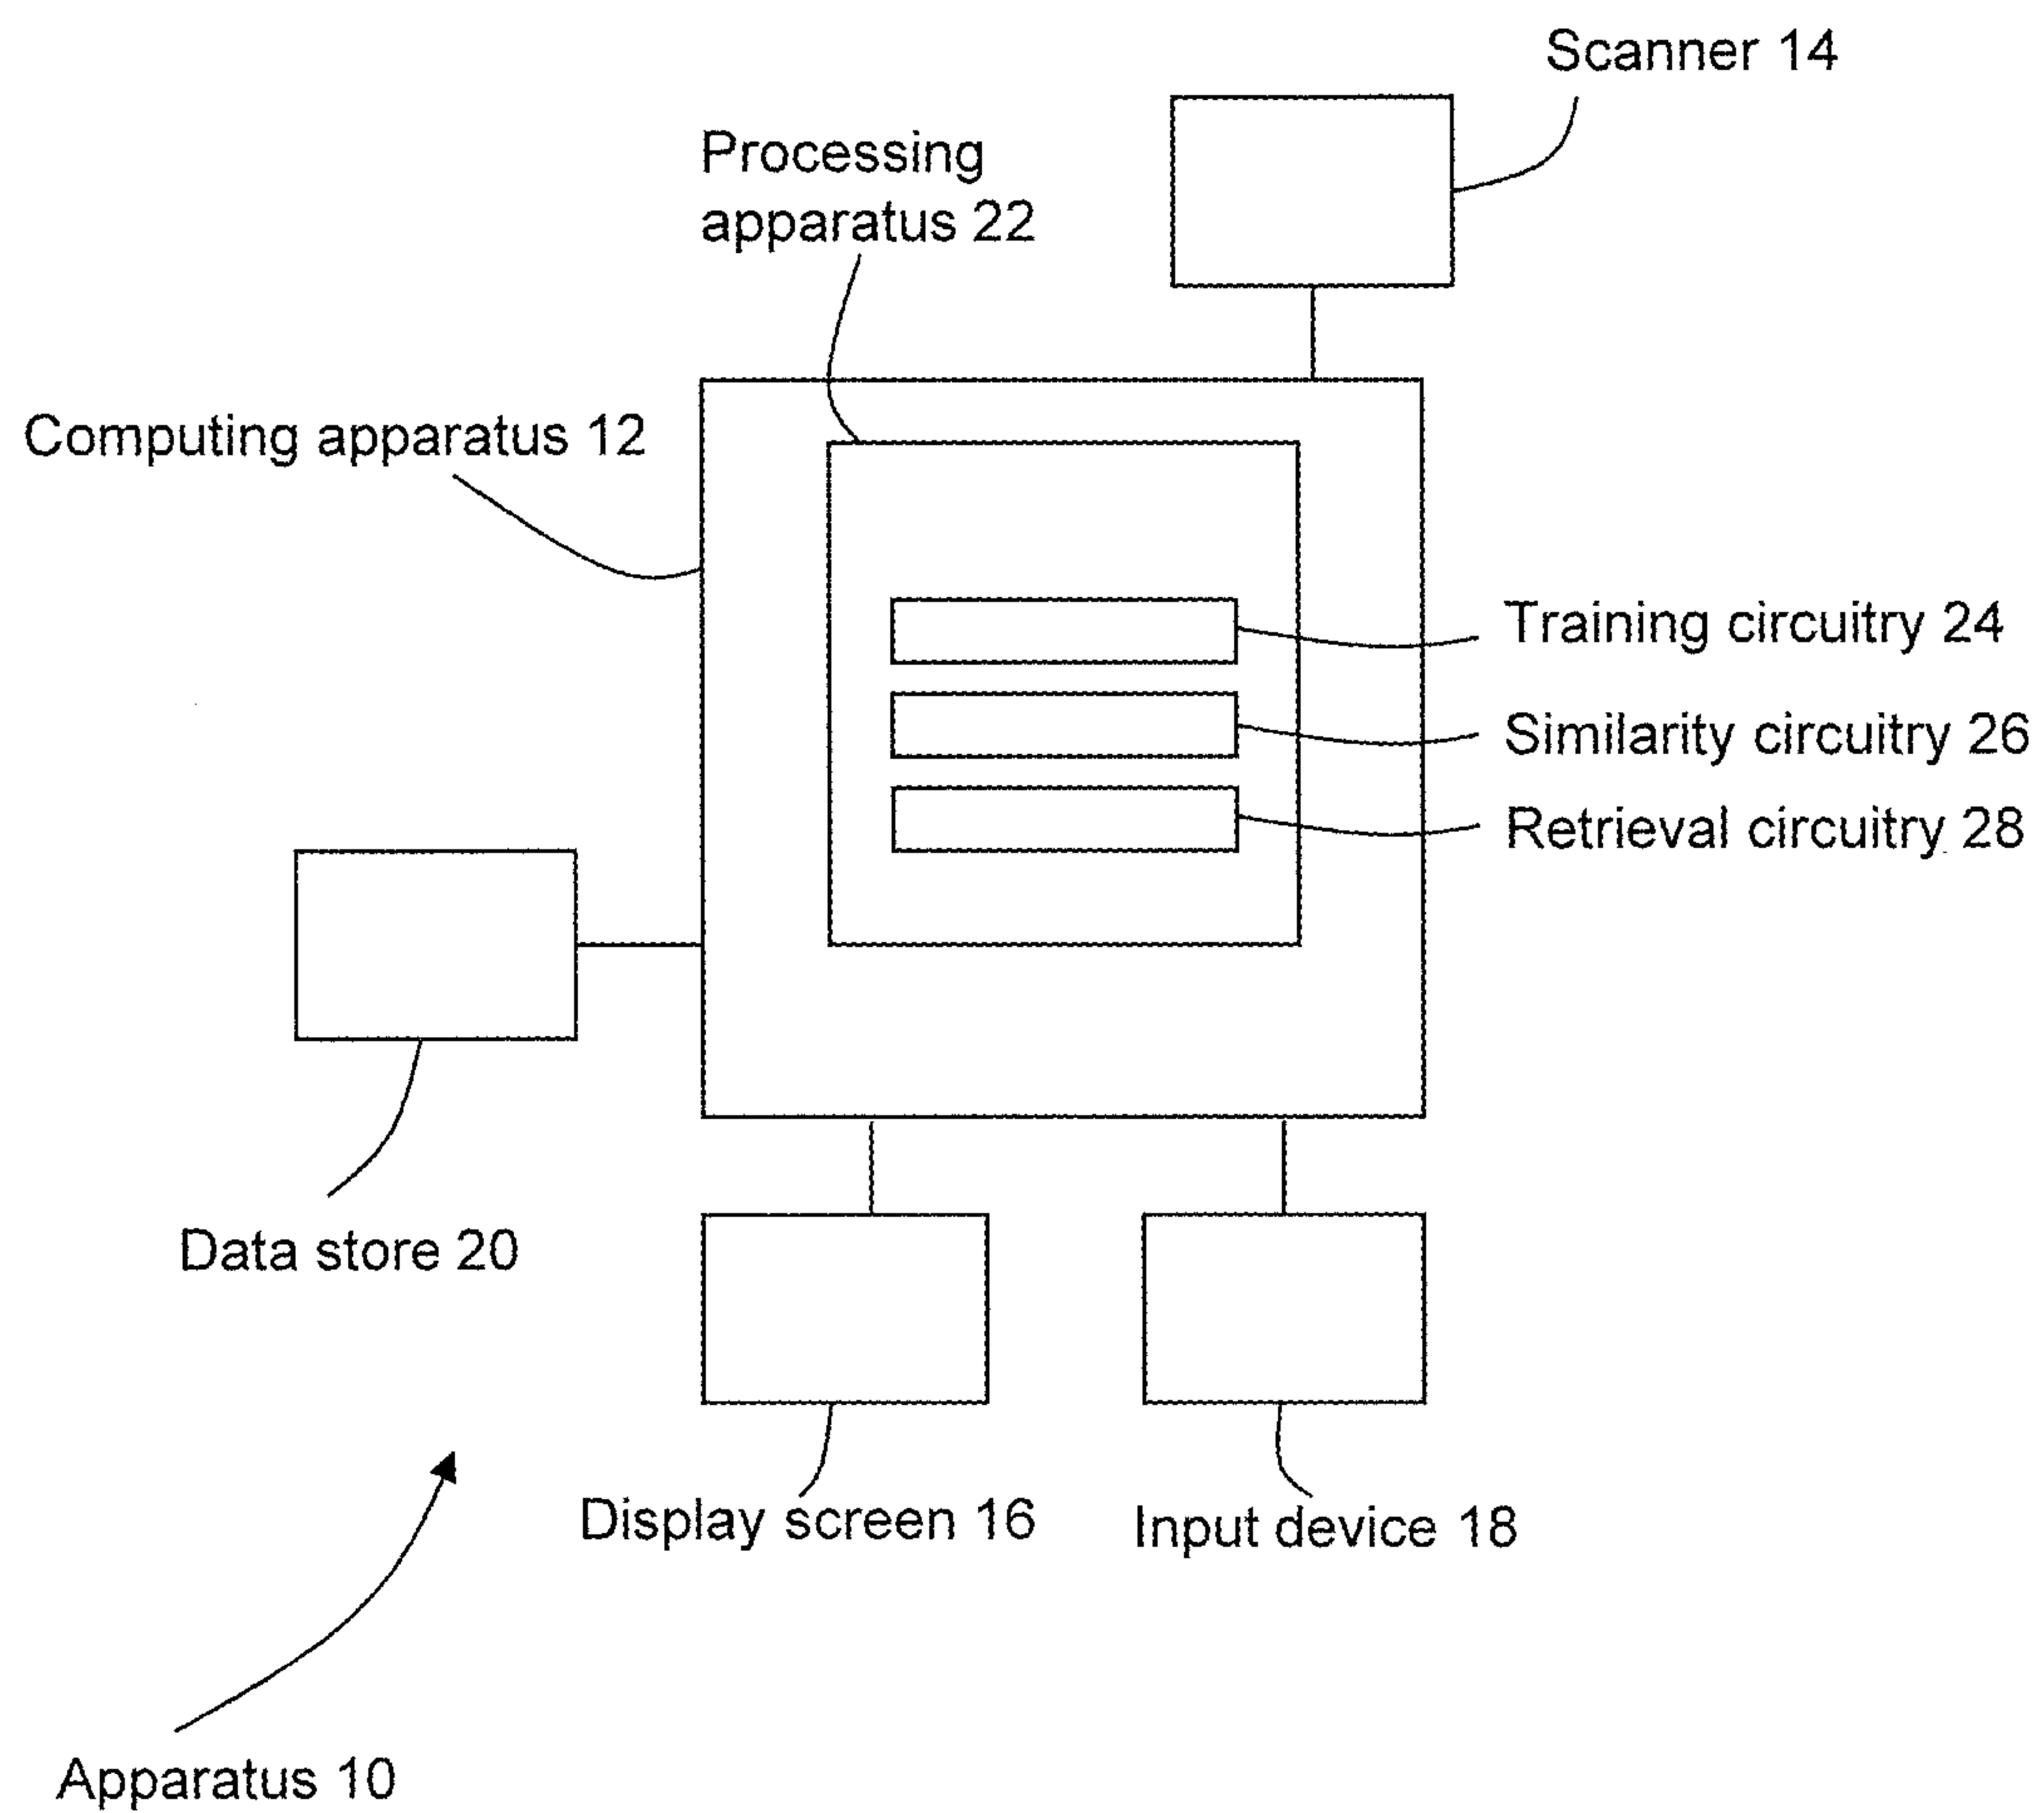 Scanner 14
Processing
apparatus 22
Computing apparatus 12
Training circuitry 24
Similarity circuitry 26
Retrieval circuitry 28
Data store 20
Display screen 16
Input device 18
Apparatus 10